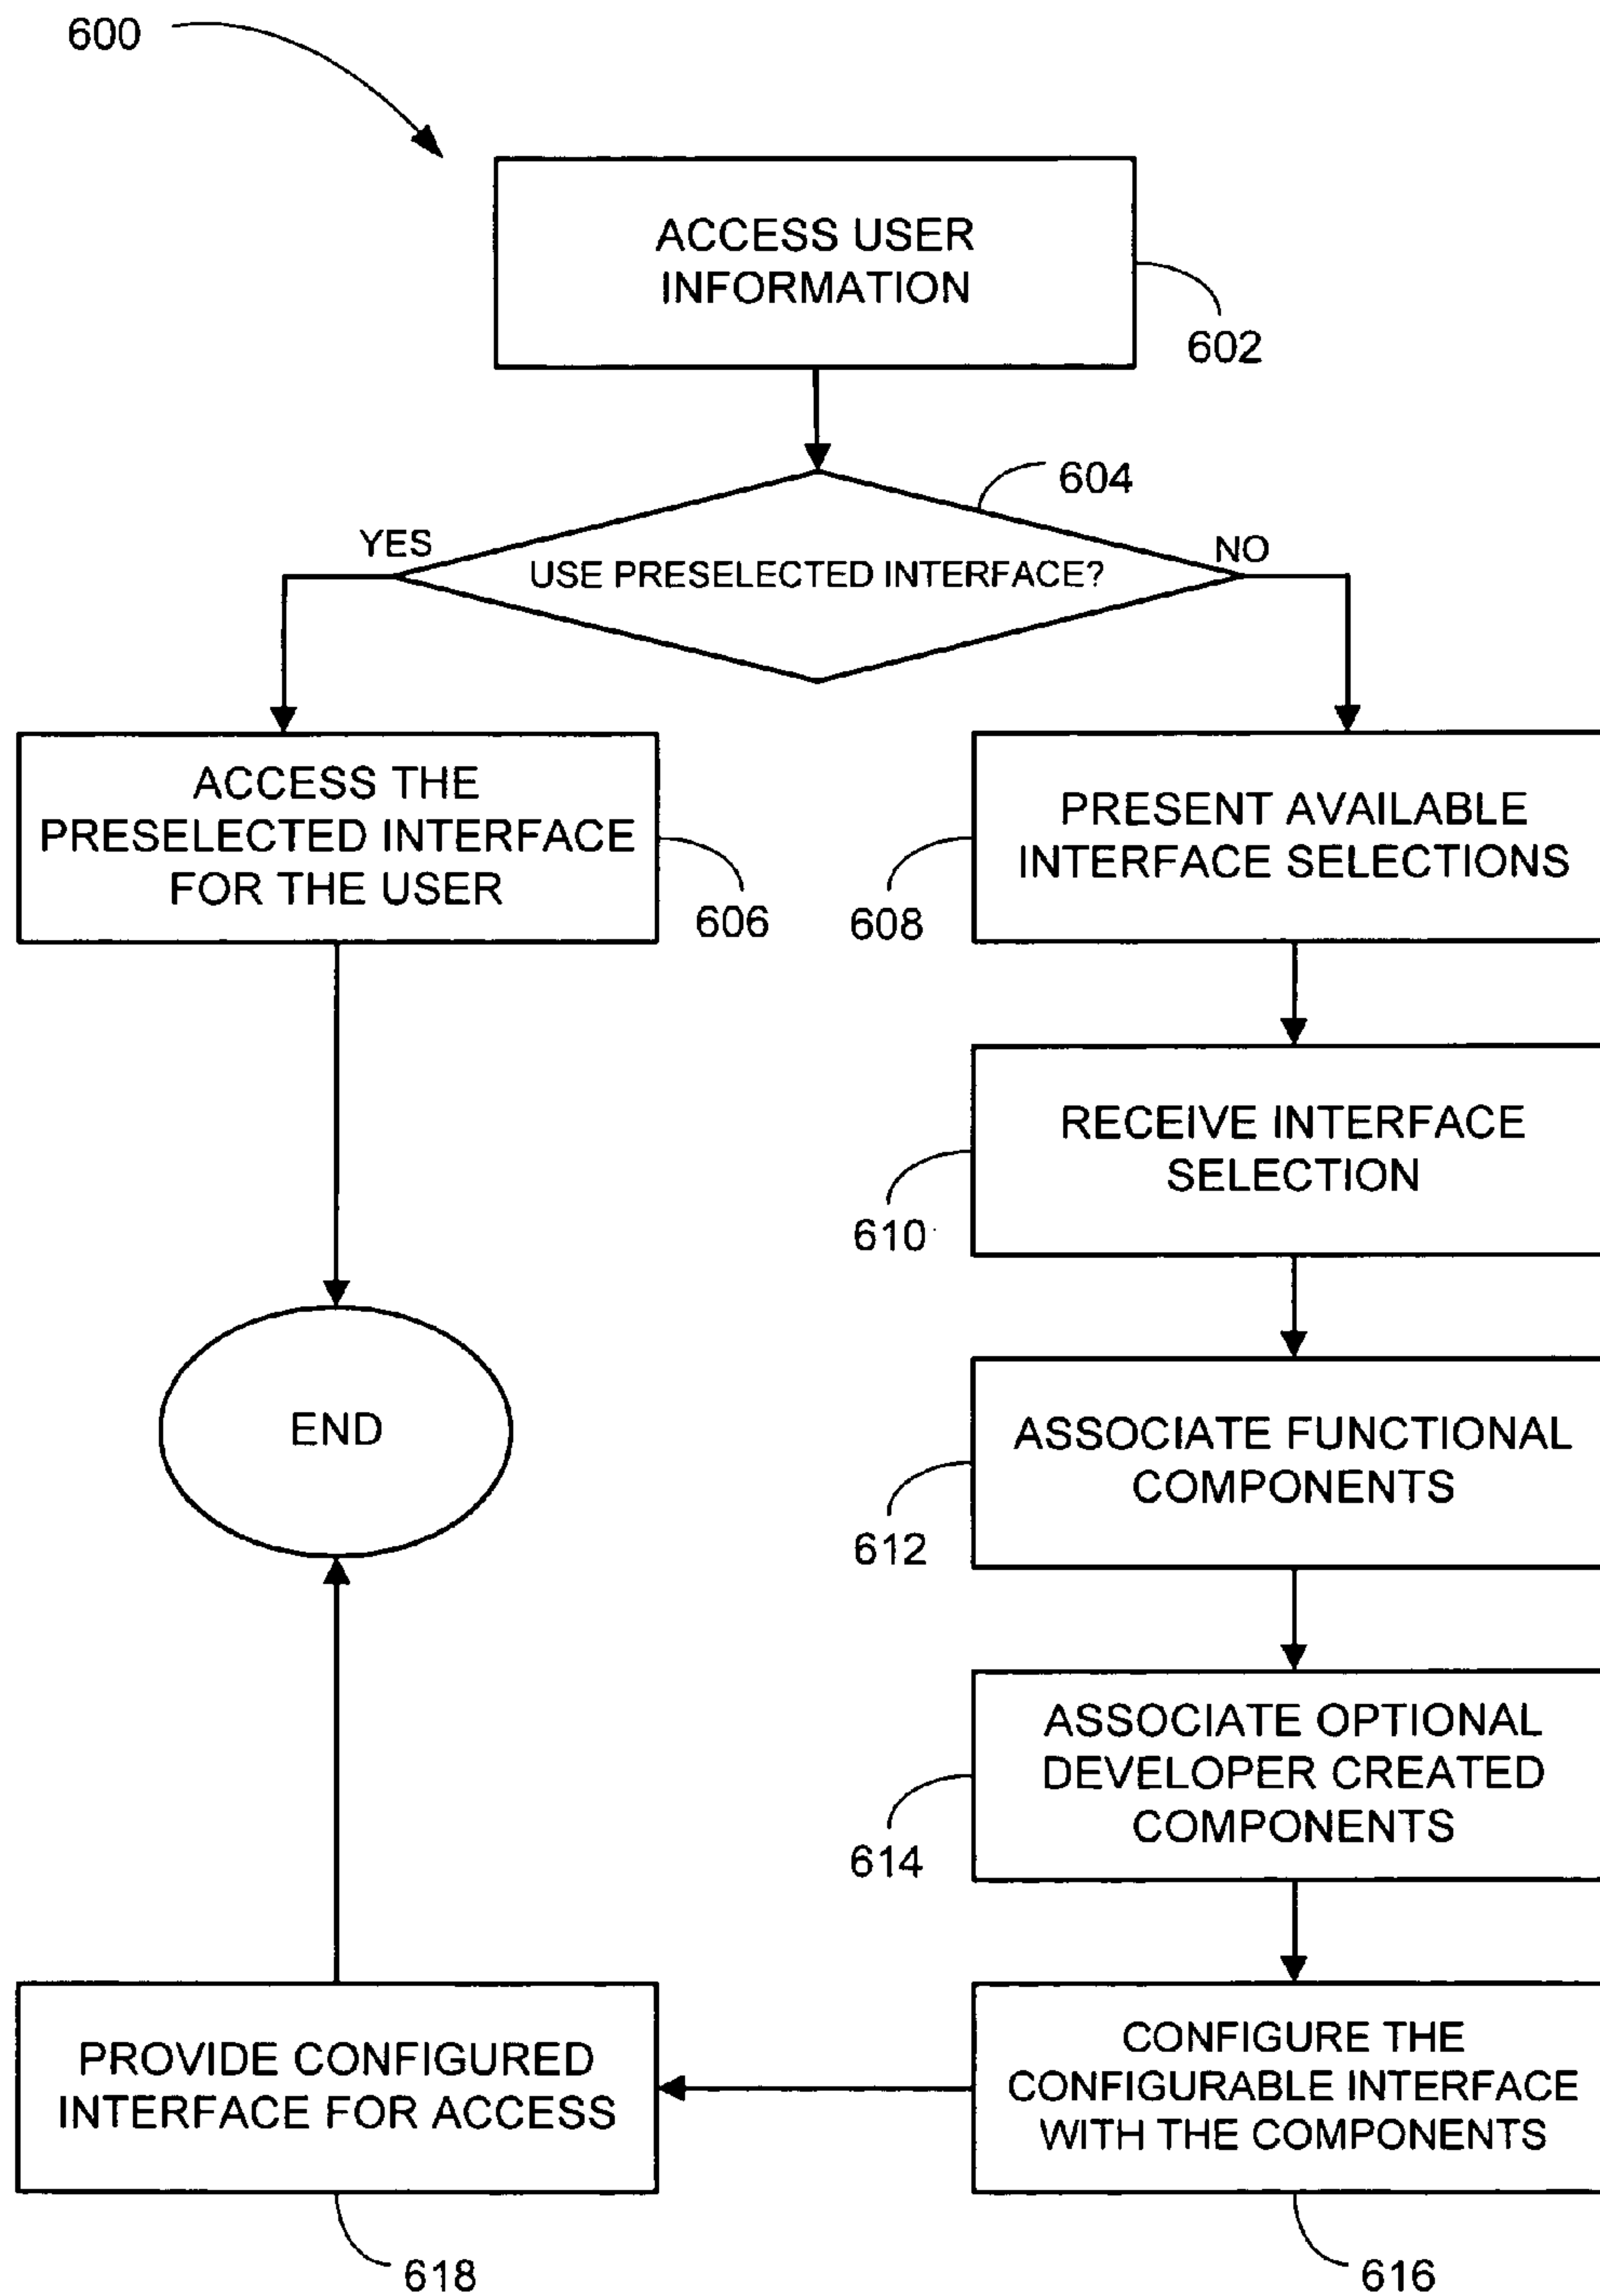 600
ACCESS USER
INFORMATION
602
604
YES
NO
USE PRESELECTED INTERFACE?
ACCESS THE
PRESELECTED INTERFACE
FOR THE USER
606
PRESENT AVAILABLE
INTERFACE SELECTIONS
608
RECEIVE INTERFACE
SELECTION
610
END
ASSOCIATE FUNCTIONAL
COMPONENTS
612
ASSOCIATE OPTIONAL
DEVELOPER CREATED
COMPONENTS
614
CONFIGURE THE
CONFIGURABLE INTERFACE
WITH THE COMPONENTS
616
PROVIDE CONFIGURED
INTERFACE FOR ACCESS
618